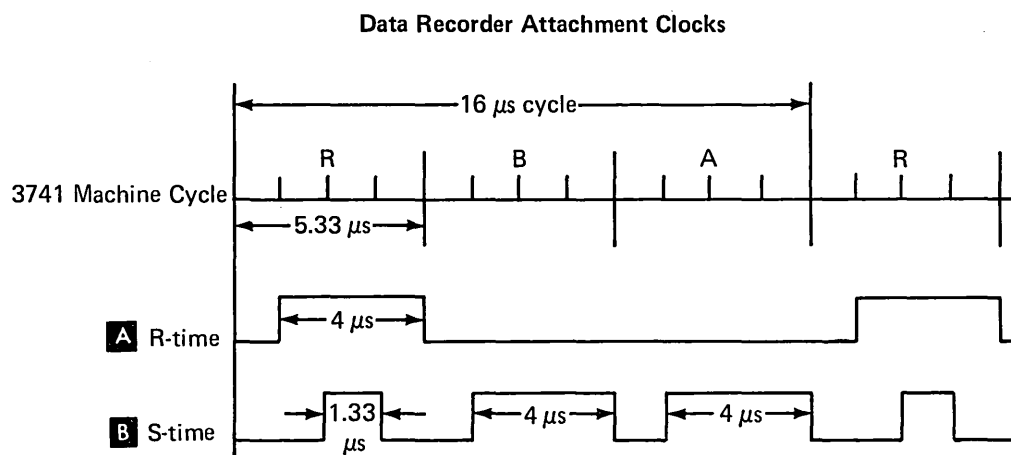 Data Recorder Attachment Clocks
16 μs cycle
R B A R
3741 Machine Cycle
5.33 μs
A R-time
4 μs
B S-time
1.33 μs
4 μs
4 μs